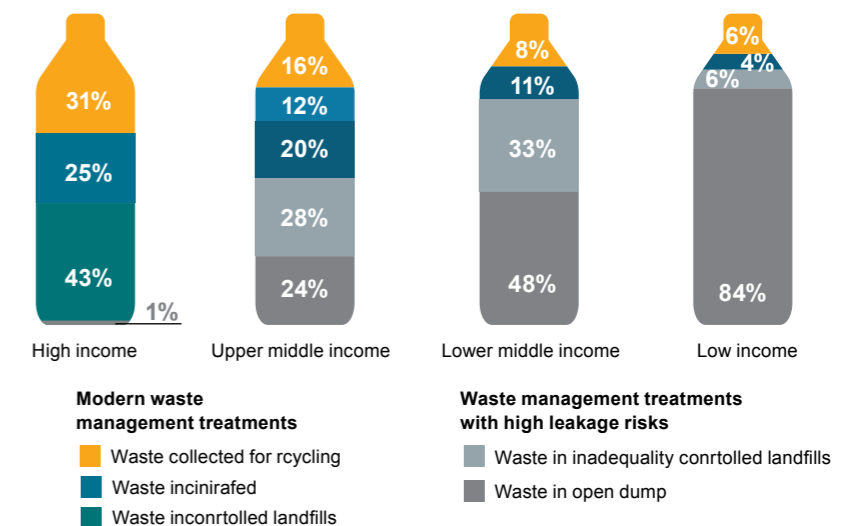 31%
25%
43%
1%
16%
12%
20%
28%
24%
8%
11%
33%
48%
6%
4%
6%
84%
High income
Upper middle income
Lower middle income
Low income
Modern waste
management treatments
Waste collected for rcycling
Waste incinirafed
Waste inconrtolled landfills
Waste management treatments
with high leakage risks
Waste in inadequality conrtolled landfills
Waste in open dump